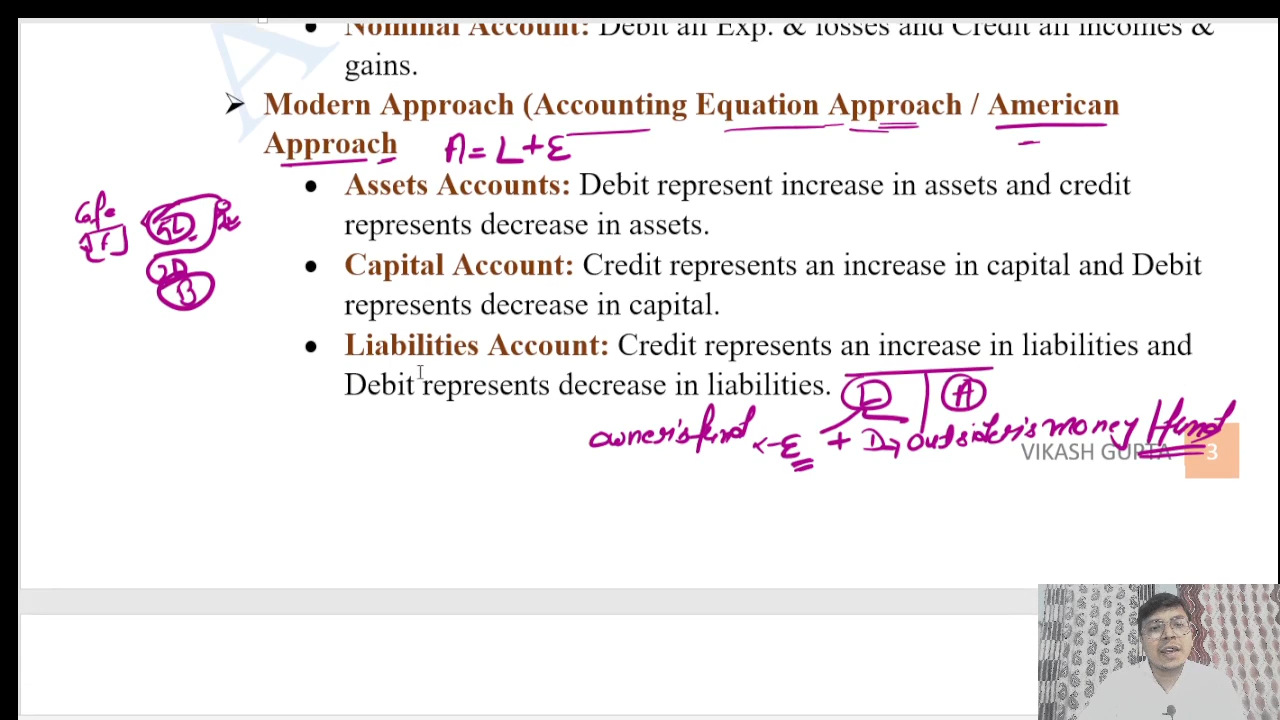 Nominal Account: Debit all Exp. & losses and Credit all incomes &
gains.
➢ Modern Approach (Accounting Equation Approach / American
Approach A = L + E
• Assets Accounts: Debit represent increase in assets and credit
represents decrease in assets.
• Capital Account: Credit represents an increase in capital and Debit
represents decrease in capital.
• Liabilities Account: Credit represents an increase in liabilities and
Debit represents decrease in liabilities.
L A
owner's fund ← E + D → outsider's money / fund
VIKASH GUPTA 3